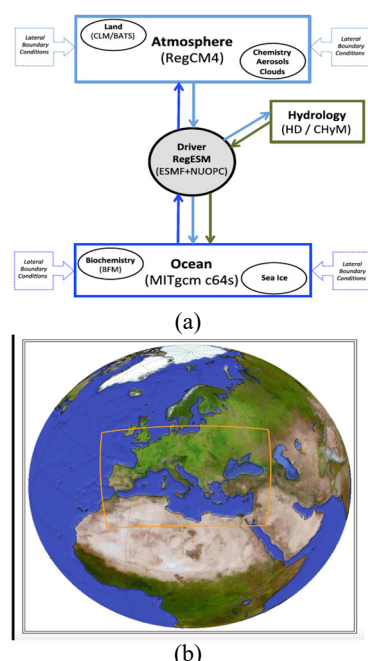 Land
(CLM/BATS)
Atmosphere
(RegCM4)
Chemistry
Aerosols
Clouds
Lateral
Boundary
Conditions
Lateral
Boundary
Conditions
Driver
RegESM
(ESMF+NUOPC)
Hydrology
(HD / CHyM)
Biochemistry
(BFM)
Ocean
(MITgcm c64s)
Sea Ice
Lateral
Boundary
Conditions
Lateral
Boundary
Conditions
(a)
(b)